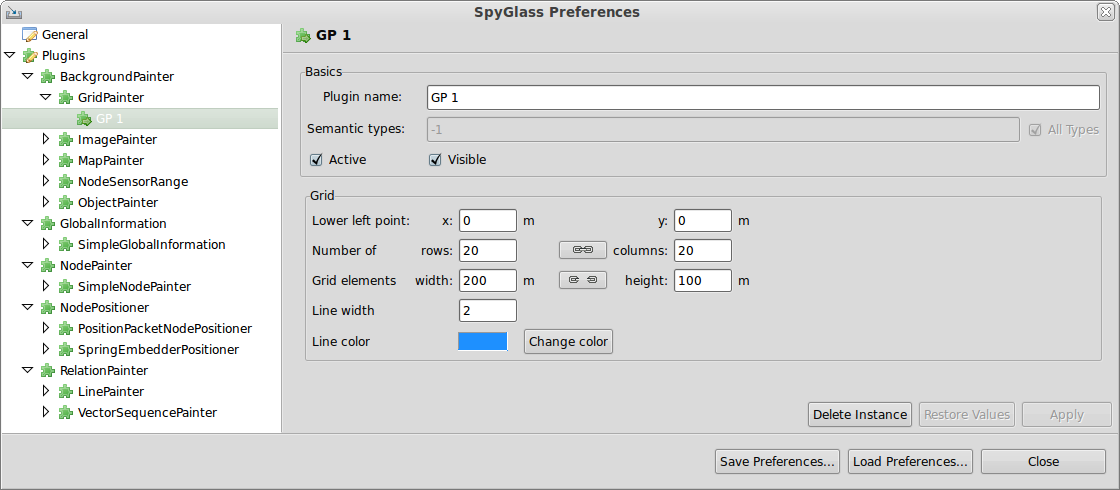 SpyGlass Preferences
General
Plugins
BackgroundPainter
GridPainter
GP 1
ImagePainter
MapPainter
NodeSensorRange
ObjectPainter
GlobalInformation
SimpleGlobalInformation
NodePainter
SimpleNodePainter
NodePositioner
PositionPacketNodePositioner
SpringEmbedderPositioner
RelationPainter
LinePainter
VectorSequencePainter
GP 1
Basics
Plugin name: GP 1
Semantic types: -1 All Types
Active Visible
Grid
Lower left point: x: 0 m y: 0 m
Number of rows: 20 columns: 20
Grid elements width: 200 m height: 100 m
Line width 2
Line color Change color
Delete Instance Restore Values Apply
Save Preferences... Load Preferences... Close